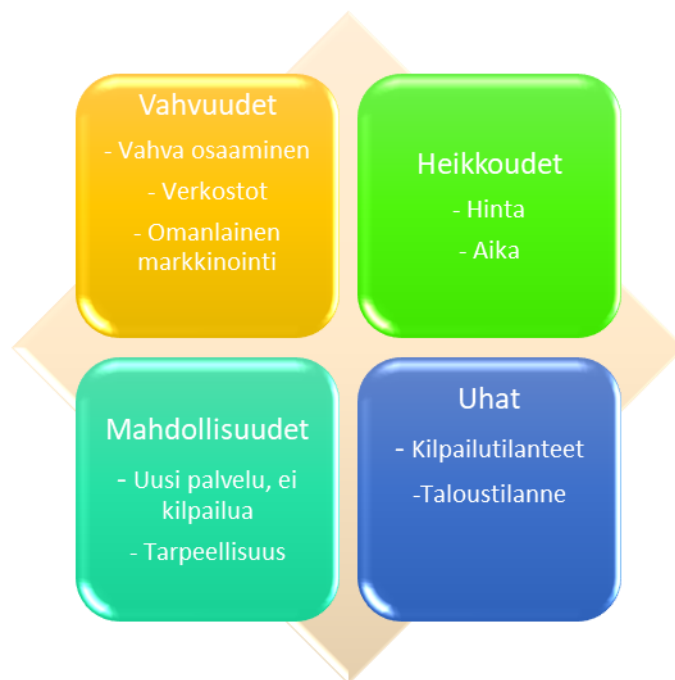 Vahvuudet
- Vahva osaaminen
- Verkostot
- Omanlainen
markkinointi
Heikkoudet
- Hinta
- Aika
Mahdollisuudet
- Uusi palvelu, ei
kilpailua
- Tarpeellisuus
Uhat
- Kilpailutilanteet
-Taloustilanne